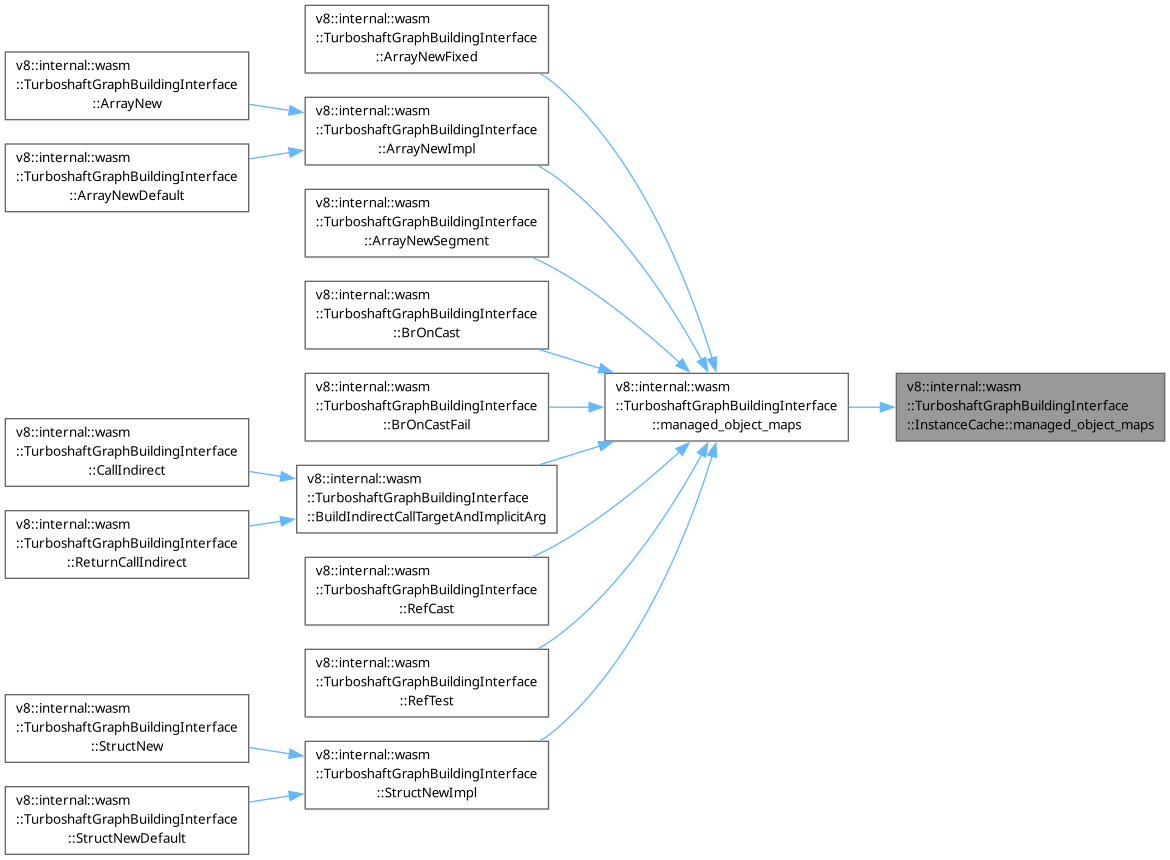 v8::internal::wasm
::TurboshaftGraphBuildingInterface
::ArrayNewFixed
v8::internal::wasm
::TurboshaftGraphBuildingInterface
::ArrayNew
v8::internal::wasm
::TurboshaftGraphBuildingInterface
::ArrayNewImpl
v8::internal::wasm
::TurboshaftGraphBuildingInterface
::ArrayNewDefault
v8::internal::wasm
::TurboshaftGraphBuildingInterface
::ArrayNewSegment
v8::internal::wasm
::TurboshaftGraphBuildingInterface
::BrOnCast
v8::internal::wasm
::TurboshaftGraphBuildingInterface
::BrOnCastFail
v8::internal::wasm
::TurboshaftGraphBuildingInterface
::managed_object_maps
v8::internal::wasm
::TurboshaftGraphBuildingInterface
::InstanceCache::managed_object_maps
v8::internal::wasm
::TurboshaftGraphBuildingInterface
::CallIndirect
v8::internal::wasm
::TurboshaftGraphBuildingInterface
::BuildIndirectCallTargetAndImplicitArg
v8::internal::wasm
::TurboshaftGraphBuildingInterface
::ReturnCallIndirect
v8::internal::wasm
::TurboshaftGraphBuildingInterface
::RefCast
v8::internal::wasm
::TurboshaftGraphBuildingInterface
::RefTest
v8::internal::wasm
::TurboshaftGraphBuildingInterface
::StructNew
v8::internal::wasm
::TurboshaftGraphBuildingInterface
::StructNewImpl
v8::internal::wasm
::TurboshaftGraphBuildingInterface
::StructNewDefault